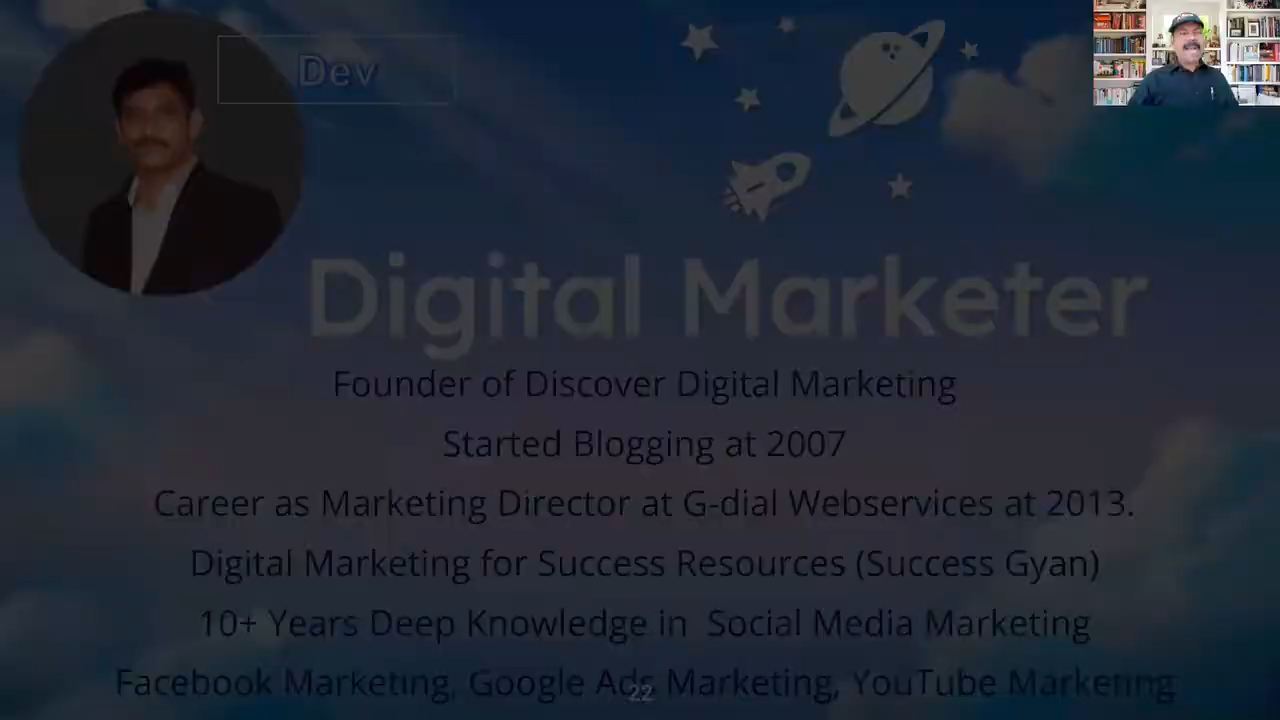 Dev
Digital Marketer
Founder of Discover Digital Marketing
Started Blogging at 2007
Career as Marketing Director at G-dial Webservices at 2013.
Digital Marketing for Success Resources (Success Gyan)
10+ Years Deep Knowledge in Social Media Marketing
Facebook Marketing, Google Ads Marketing, YouTube Marketing
22